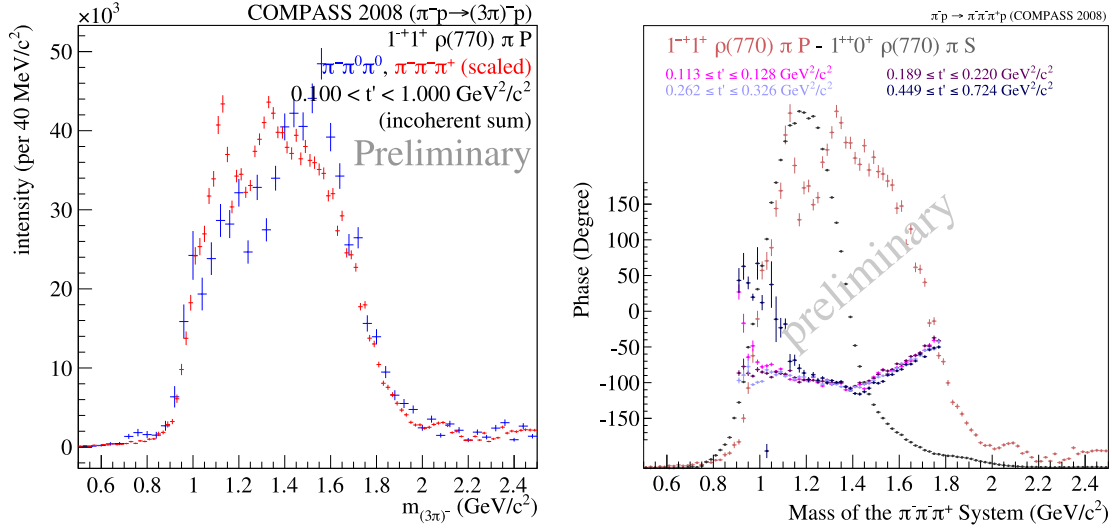 COMPASS 2008 (π⁻p→(3π)⁻p)
×10³
1⁻⁺1⁺ ρ(770) π P
π⁻π⁰π⁰, π⁻π⁻π⁺ (scaled)
0.100 < t' < 1.000 GeV²/c²
(incoherent sum)
Preliminary
intensity (per 40 MeV/c²)
50
40
30
20
10
0
0.6 0.8 1 1.2 1.4 1.6 1.8 2 2.2 2.4
m(3π)⁻ (GeV/c²)
π⁻p → π⁻π⁻π⁺p (COMPASS 2008)
1⁻⁺1⁺ ρ(770) π P - 1⁺⁺0⁺ ρ(770) π S
0.113 ≤ t' ≤ 0.128 GeV²/c² 0.189 ≤ t' ≤ 0.220 GeV²/c²
0.262 ≤ t' ≤ 0.326 GeV²/c² 0.449 ≤ t' ≤ 0.724 GeV²/c²
preliminary
Phase (Degree)
150
100
50
0
-50
-100
-150
0.6 0.8 1 1.2 1.4 1.6 1.8 2 2.2 2.4
Mass of the π⁻π⁻π⁺ System (GeV/c²)